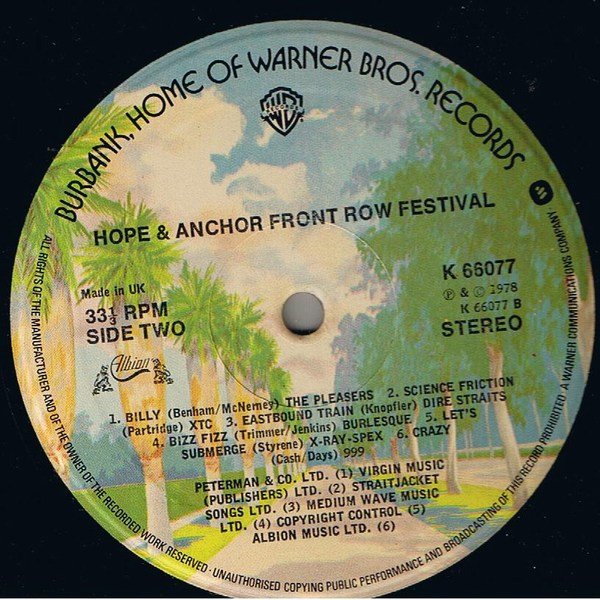 BURBANK, HOME OF WARNER BROS. RECORDS
WB
RECORDS
HOPE & ANCHOR FRONT ROW FESTIVAL
Made in UK
33⅓ RPM
SIDE TWO
Albion
K 66077
Ⓟ & © 1978
K 66077 B
STEREO
1. BILLY (Benham/McNerney) THE PLEASERS 2. SCIENCE FRICTION
(Partridge) XTC 3. EASTBOUND TRAIN (Knopfler) DIRE STRAITS
4. BIZZ FIZZ (Trimmer/Jenkins) BURLESQUE 5. LET'S
SUBMERGE (Styrene) X-RAY-SPEX 6. CRAZY
(Cash/Days) 999
PETERMAN & CO. LTD. (1) VIRGIN MUSIC
(PUBLISHERS) LTD. (2) STRAITJACKET
SONGS LTD. (3) MEDIUM WAVE MUSIC
LTD. (4) COPYRIGHT CONTROL (5)
ALBION MUSIC LTD. (6)
ALL RIGHTS OF THE MANUFACTURER AND OF THE OWNER OF THE RECORDED WORK RESERVED · UNAUTHORISED COPYING PUBLIC PERFORMANCE AND BROADCASTING OF THIS RECORD PROHIBITED · A WARNER COMMUNICATIONS COMPANY